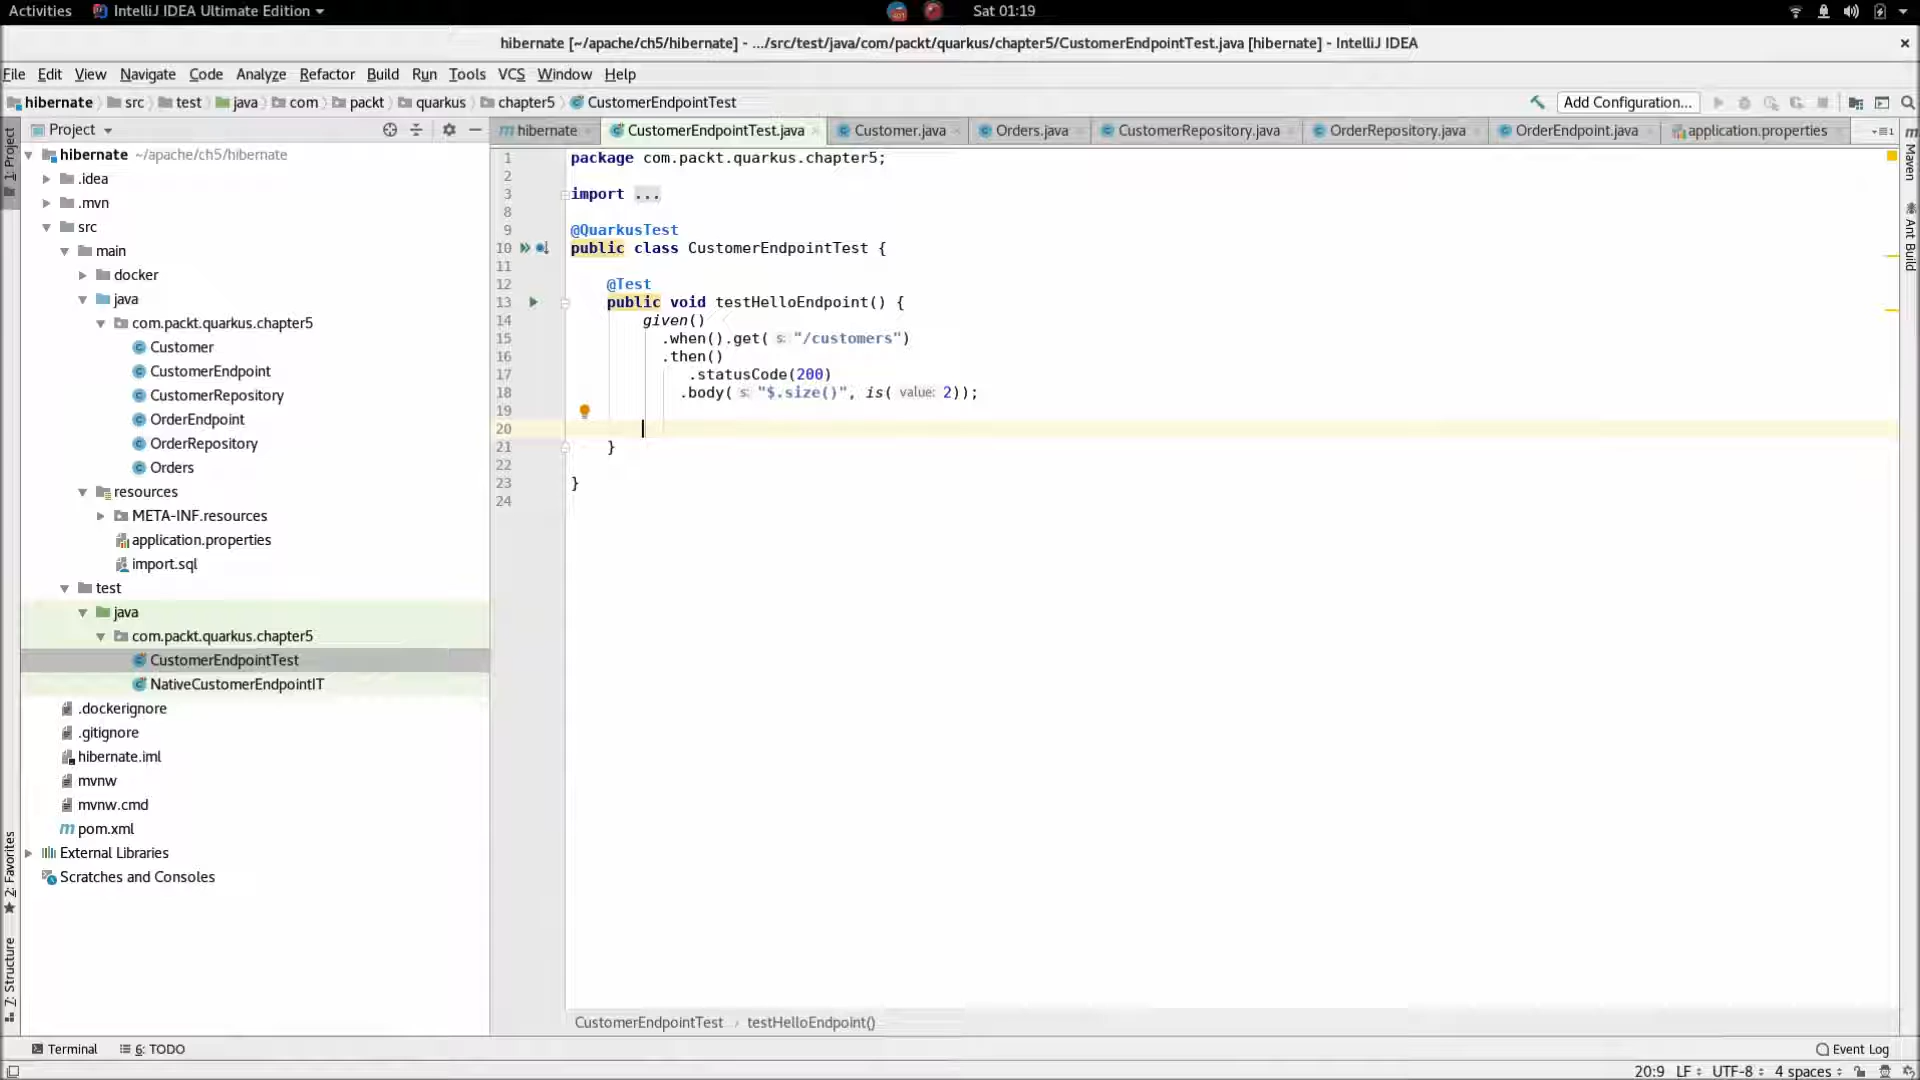 Activities IntelliJ IDEA Ultimate Edition Sat 01:19
hibernate [~/apache/ch5/hibernate] - .../src/test/java/com/packt/quarkus/chapter5/CustomerEndpointTest.java [hibernate] - IntelliJ IDEA
File Edit View Navigate Code Analyze Refactor Build Run Tools VCS Window Help
hibernate src test java com packt quarkus chapter5 CustomerEndpointTest Add Configuration...
Project
hibernate CustomerEndpointTest.java Customer.java Orders.java CustomerRepository.java OrderRepository.java OrderEndpoint.java application.properties
1: Project
2: Favorites
7: Structure
hibernate ~/apache/ch5/hibernate
.idea
.mvn
src
main
docker
java
com.packt.quarkus.chapter5
Customer
CustomerEndpoint
CustomerRepository
OrderEndpoint
OrderRepository
Orders
resources
META-INF.resources
application.properties
import.sql
test
java
com.packt.quarkus.chapter5
CustomerEndpointTest
NativeCustomerEndpointIT
.dockerignore
.gitignore
hibernate.iml
mvnw
mvnw.cmd
pom.xml
External Libraries
Scratches and Consoles
1 package com.packt.quarkus.chapter5;
2
3 import ...
8
9 @QuarkusTest
10 public class CustomerEndpointTest {
11
12 @Test
13 public void testHelloEndpoint() {
14 given()
15 .when().get( s: "/customers")
16 .then()
17 .statusCode(200)
18 .body( s: "$.size()", is( value: 2));
19
20
21 }
22
23 }
24
Maven
Ant Build
CustomerEndpointTest › testHelloEndpoint()
Terminal 6: TODO Event Log
20:9 LF UTF-8 4 spaces